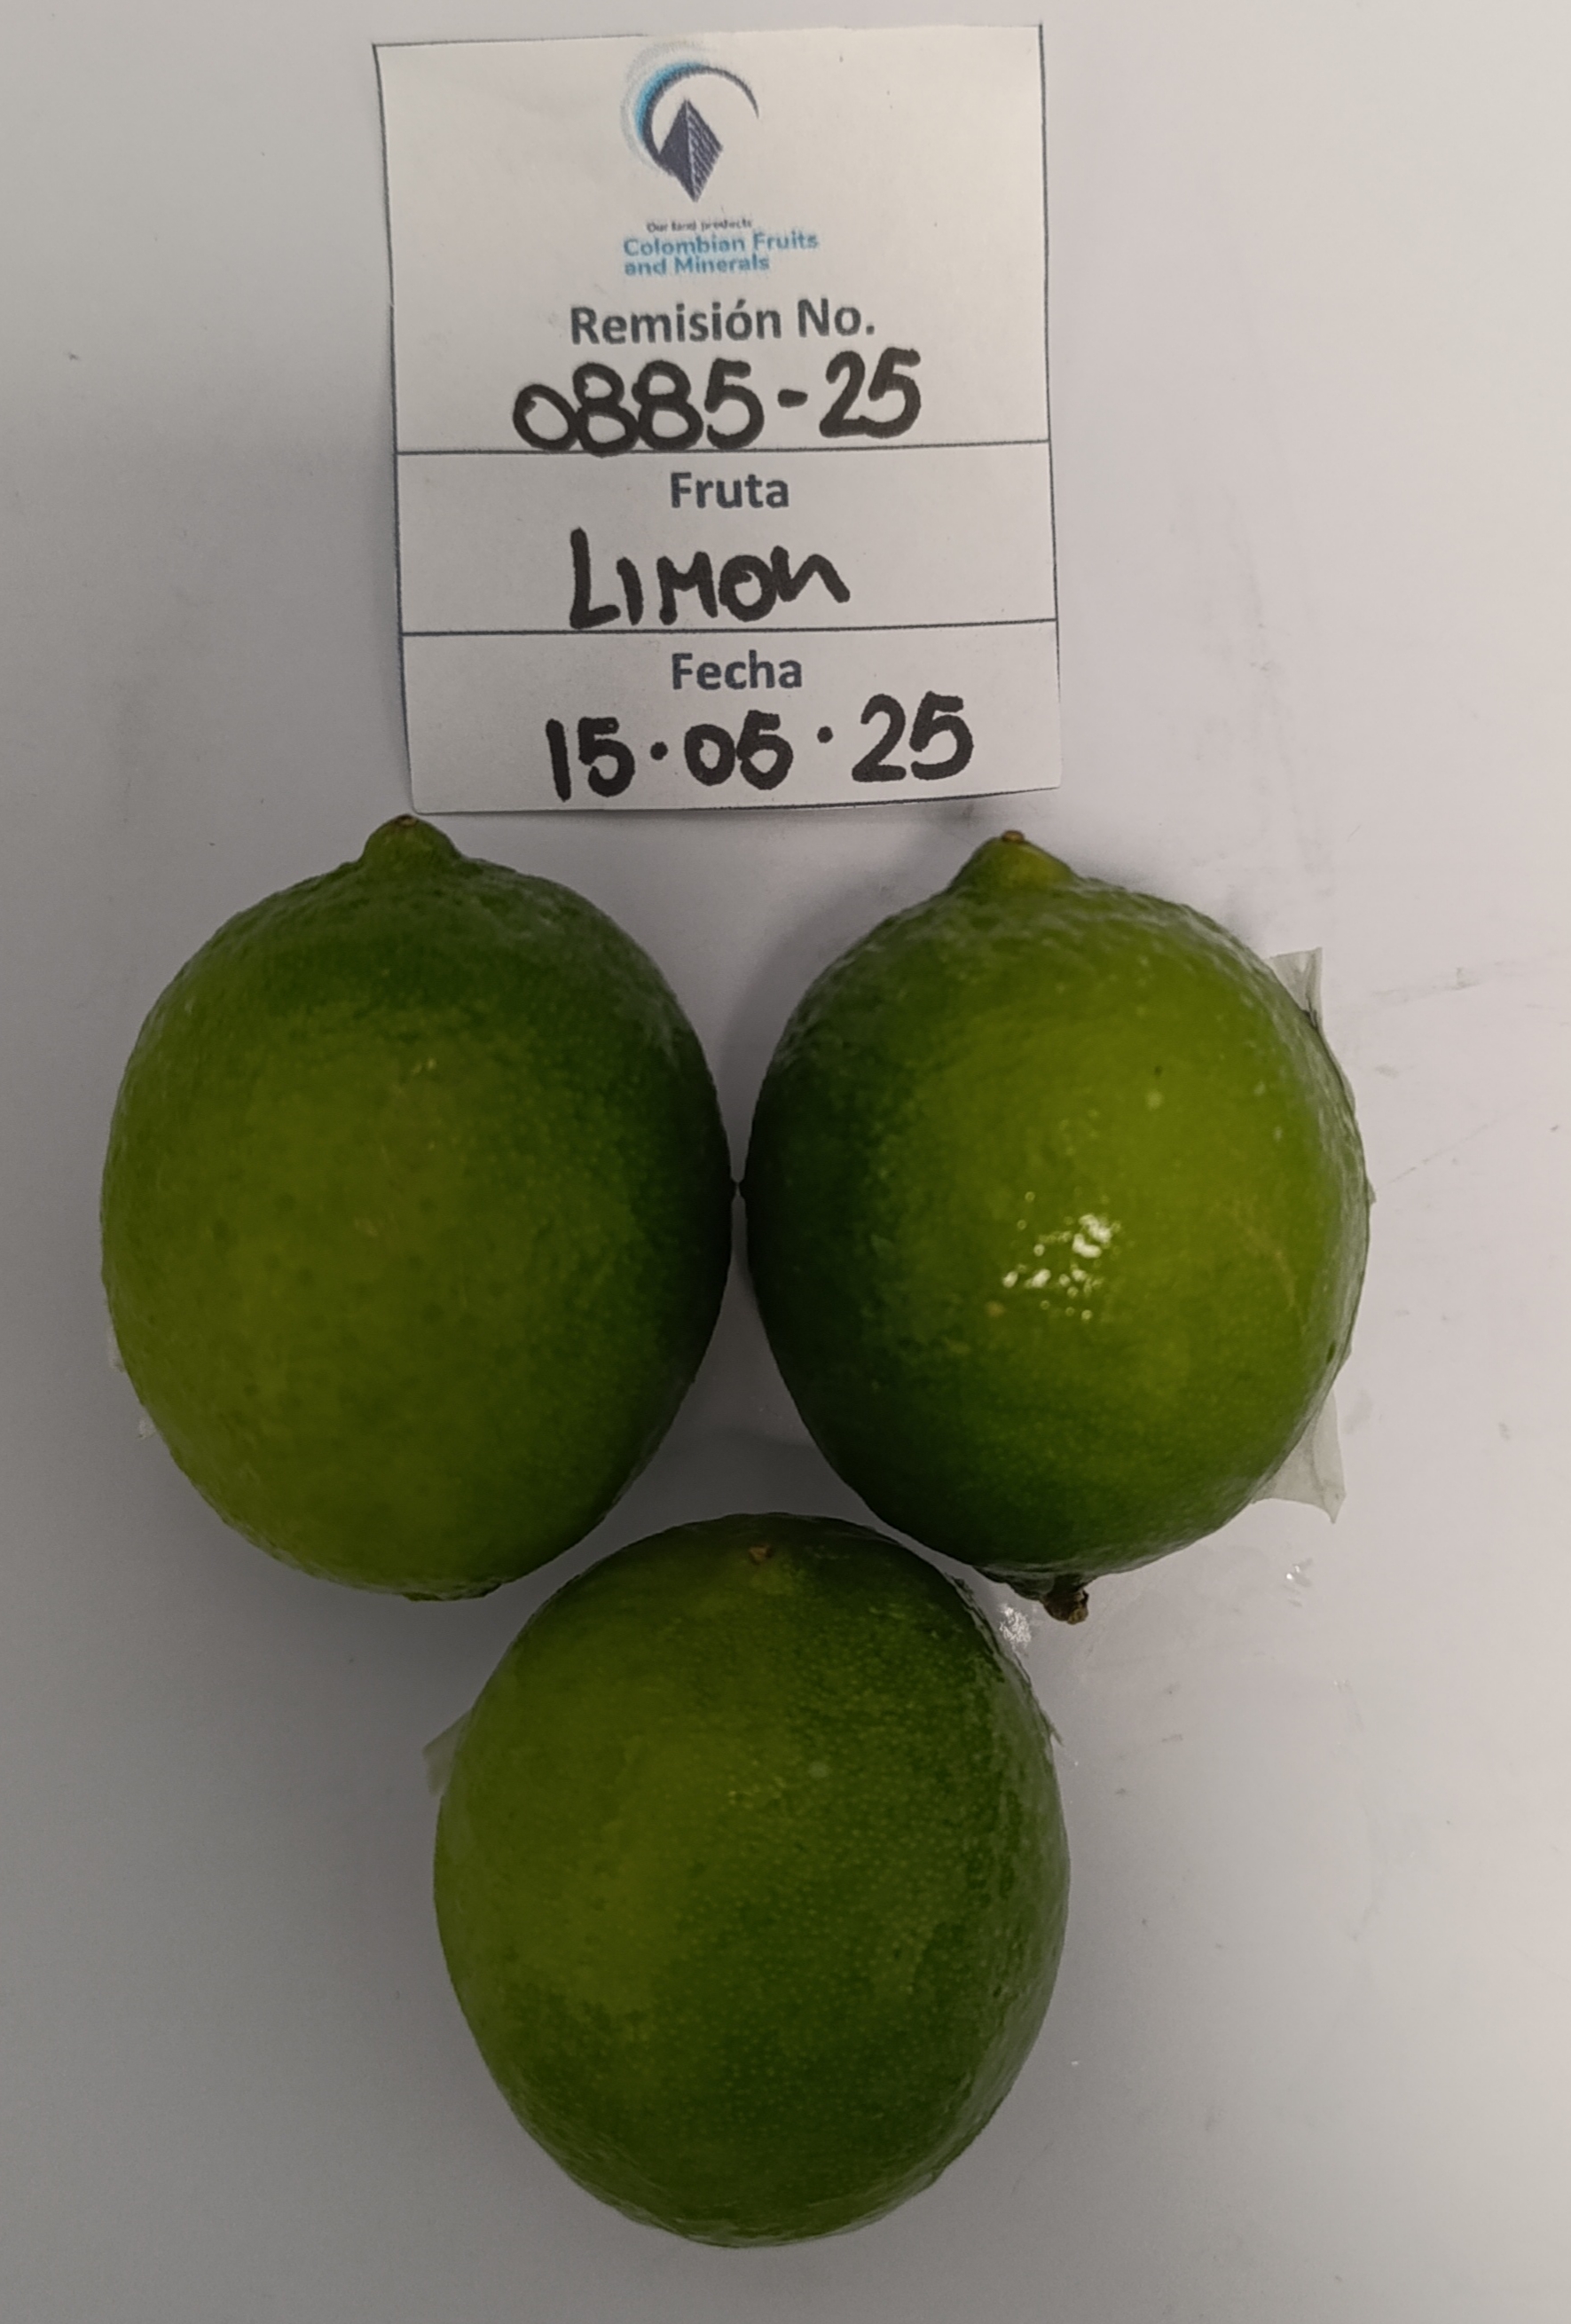 Our land products
Colombian Fruits
and Minerals
Remisión No.
0885-25
Fruta
LIMON
Fecha
15.05.25